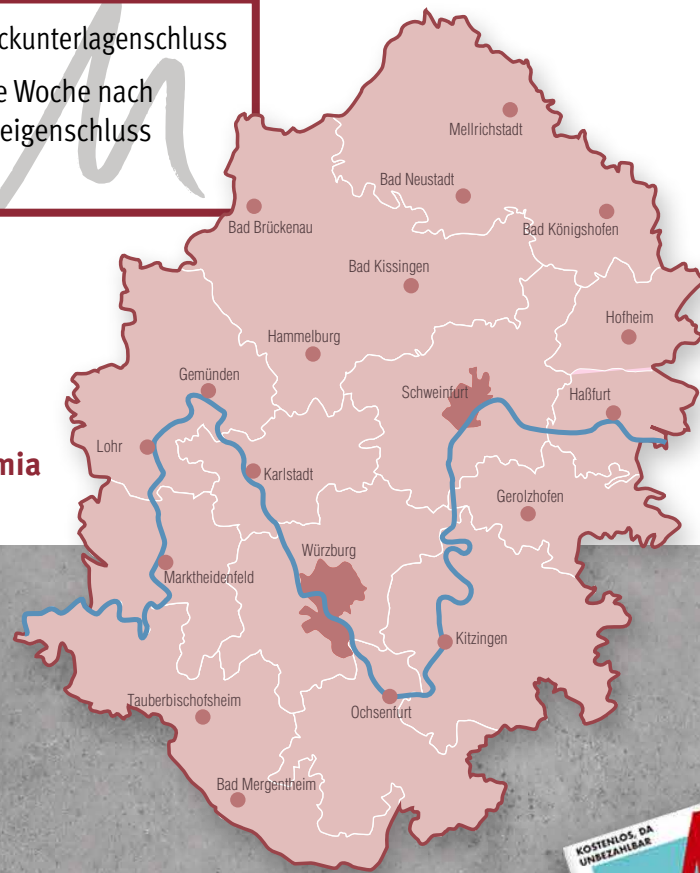 ckunterlagenschluss
e Woche nach
eigenschluss
Mellrichstadt
Bad Neustadt
Bad Brückenau
Bad Königshofen
Bad Kissingen
Hofheim
Hammelburg
Gemünden
Schweinfurt
Haßfurt
Lohr
mia
Karlstadt
Gerolzhofen
Würzburg
Marktheidenfeld
Kitzingen
Tauberbischofsheim
Ochsenfurt
Bad Mergentheim
KOSTENLOS, DA
UNBEZAHLBAR